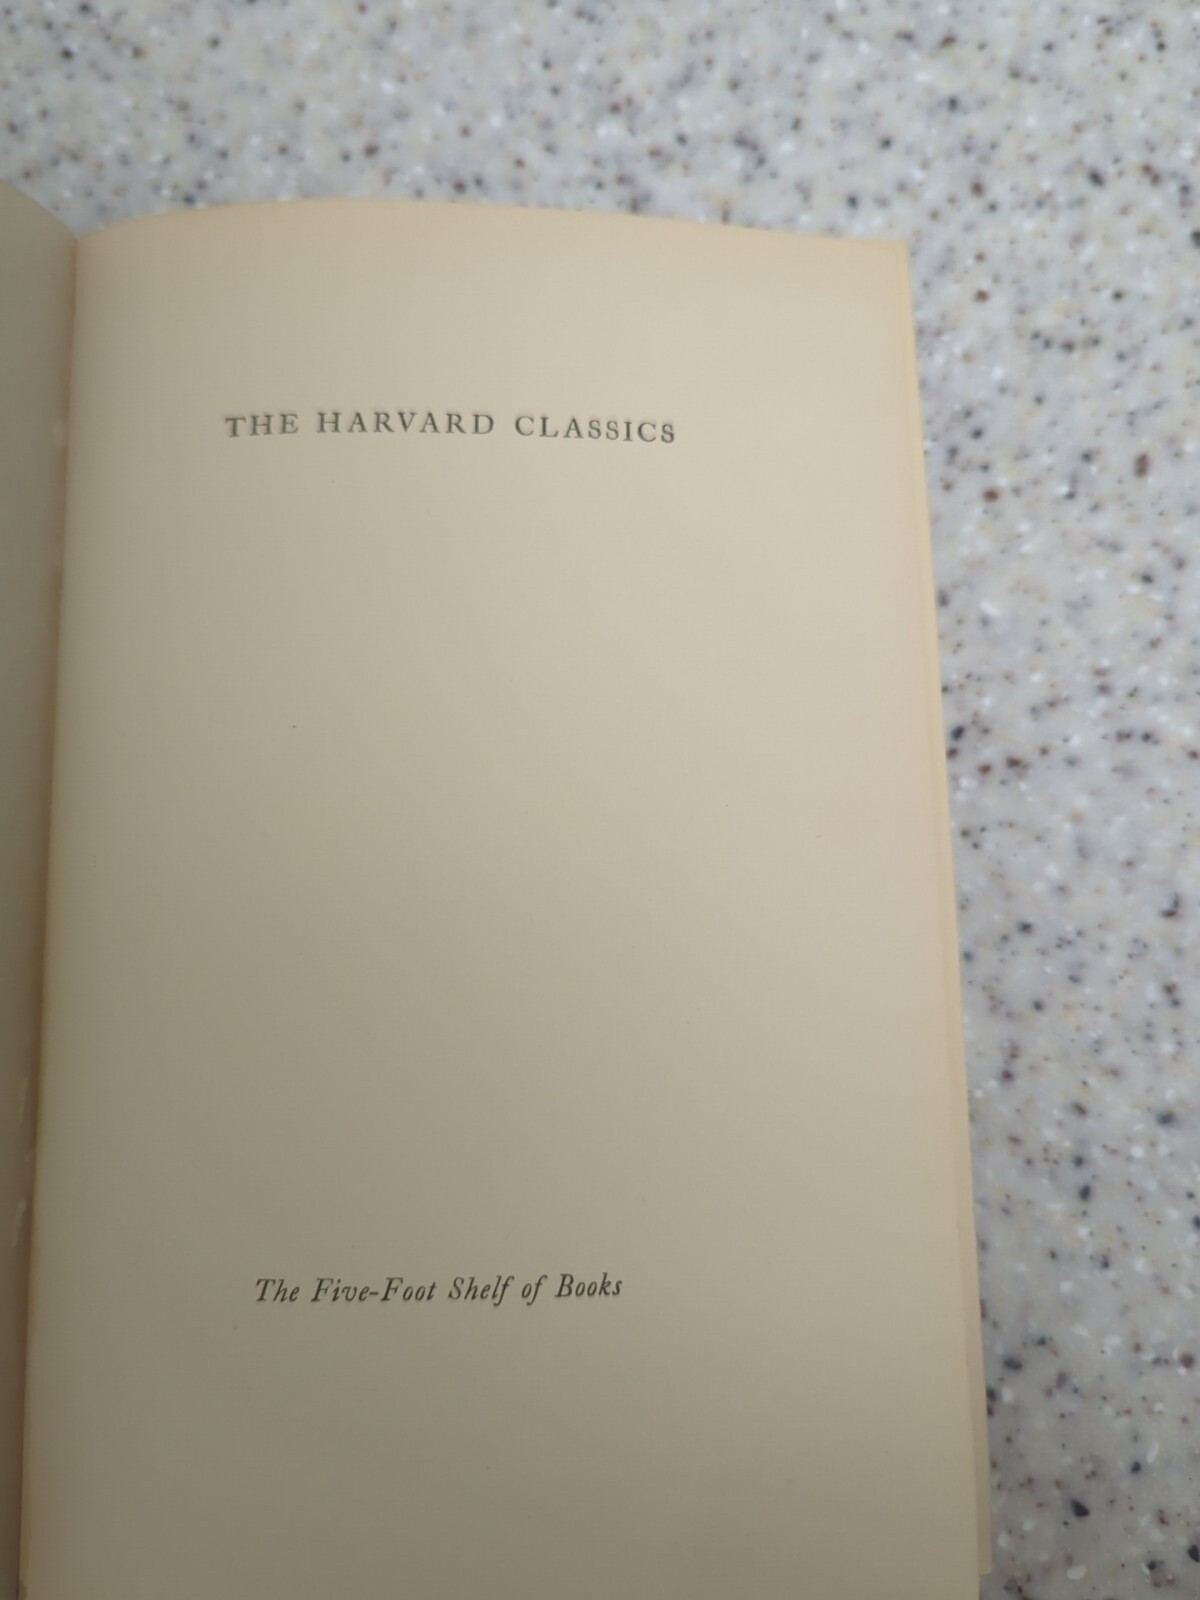 THE HARVARD CLASSICS
The Five-Foot Shelf of Books